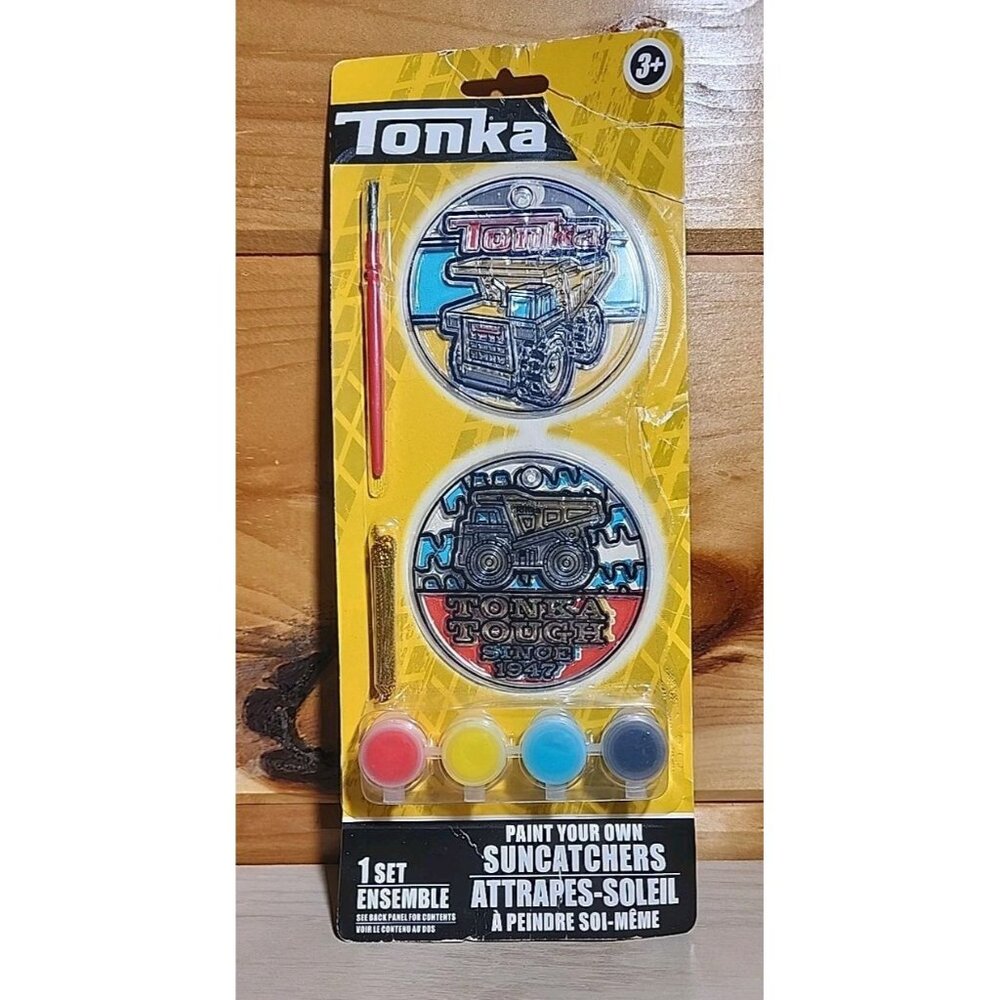 3+
Tonka
Tonka
TONKA
TOUGH
SINCE
1947
1 SET
ENSEMBLE
SEE BACK PANEL FOR CONTENTS
VOIR LE CONTENU AU DOS
PAINT YOUR OWN
SUNCATCHERS
ATTRAPES-SOLEIL
À PEINDRE SOI-MÊME